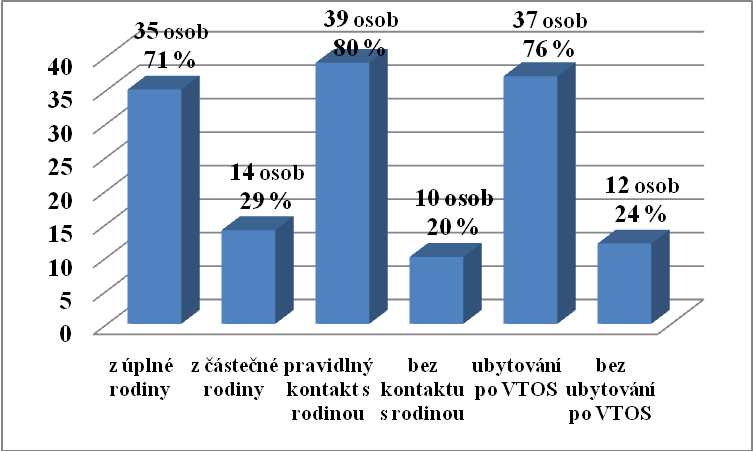 35 osob
71 %
14 osob
29 %
39 osob
80 %
10 osob
20 %
37 osob
76 %
12 osob
24 %
40
35
30
25
20
15
10
5
0
z úplné
rodiny
z částečné
rodiny
pravidlný
kontakt s
rodinou
bez
kontaktu
s rodinou
ubytování
po VTOS
bez
ubytování
po VTOS